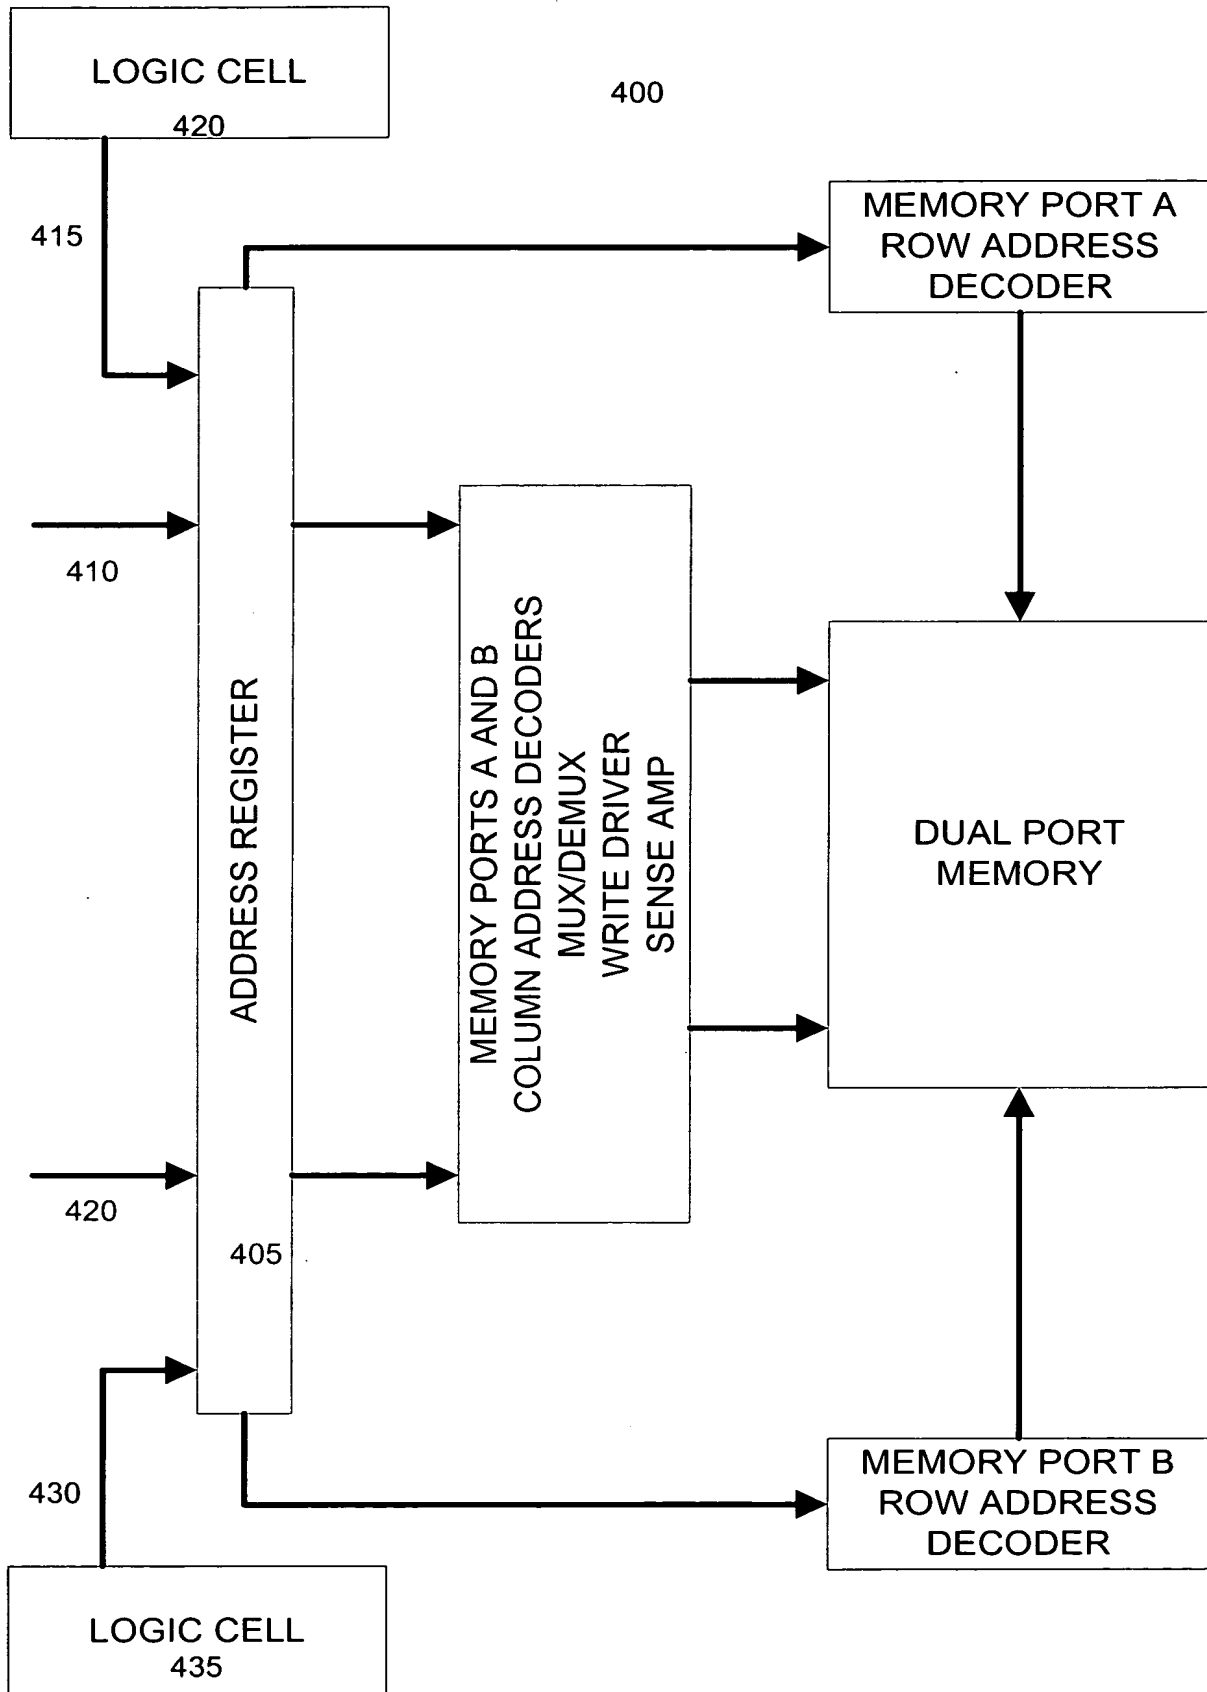 LOGIC CELL
420
400
415
MEMORY PORT A
ROW ADDRESS
DECODER
410
ADDRESS REGISTER
405
MEMORY PORTS A AND B
COLUMN ADDRESS DECODERS
MUX/DEMUX
WRITE DRIVER
SENSE AMP
DUAL PORT
MEMORY
420
430
MEMORY PORT B
ROW ADDRESS
DECODER
LOGIC CELL
435